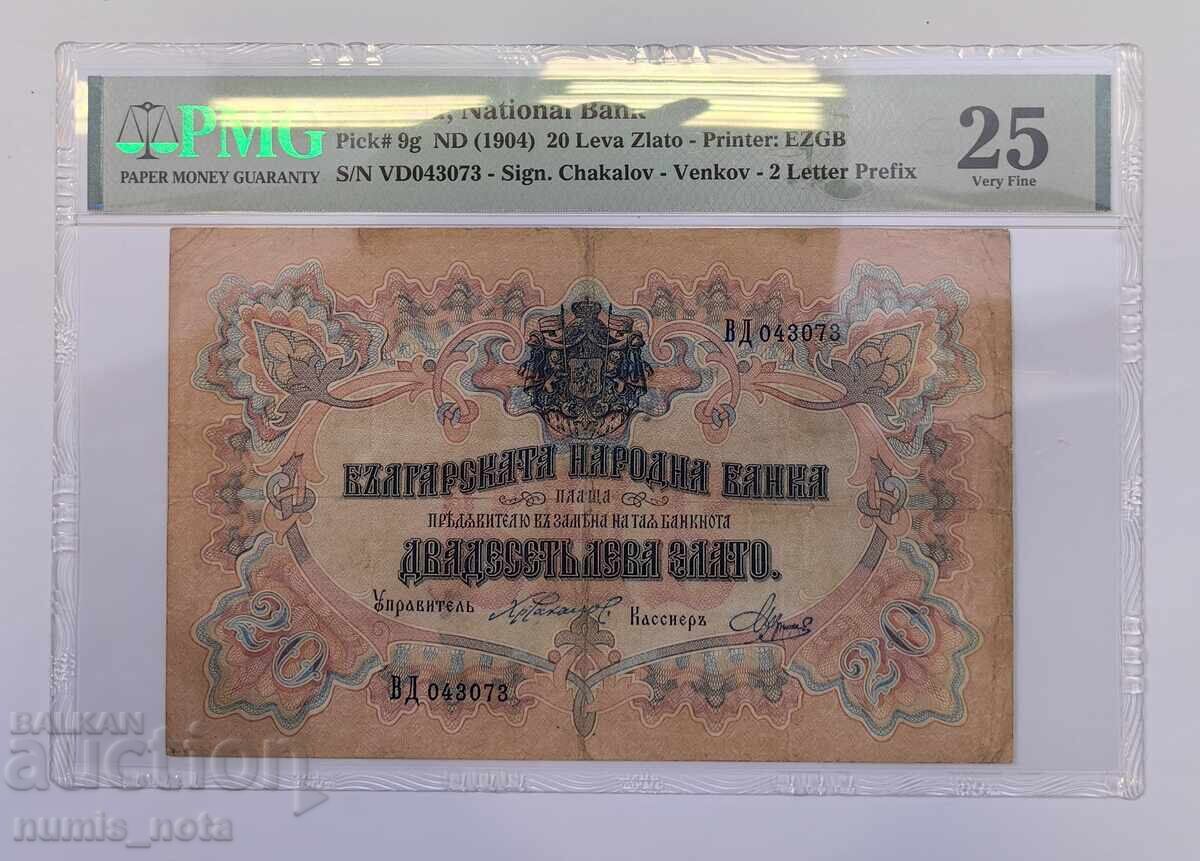 National Bank
PMG Pick# 9g ND (1904) 20 Leva Zlato - Printer: EZGB 25
PAPER MONEY GUARANTY S/N VD043073 - Sign. Chakalov - Venkov - 2 Letter Prefix Very Fine
ВД 043073
БЪЛГАРСКАТА НАРОДНА БАНКА
ПЛАЩА
ПРѢДѪВИТЕЛЮ ВЪ ЗАМѢНА НА ТАѬ БАНКНОТА
ДВАДЕСЕТЬ ЛЕВА ЗЛАТО.
Управитель Кассиеръ
20 20
ВД 043073
BALKAN
auction
numis_nota